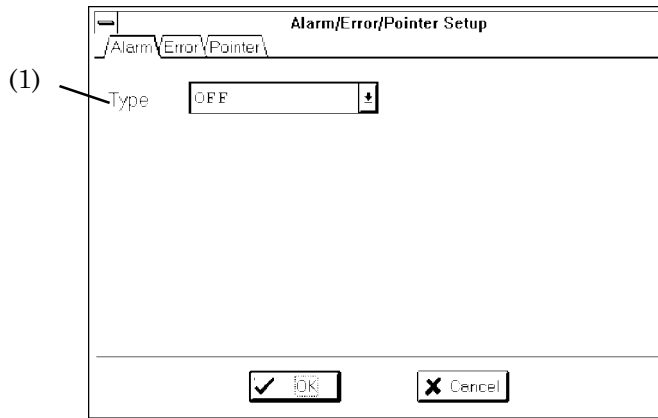 Alarm/Error/Pointer Setup
Alarm Error Pointer
(1)
Type OFF
OK Cancel